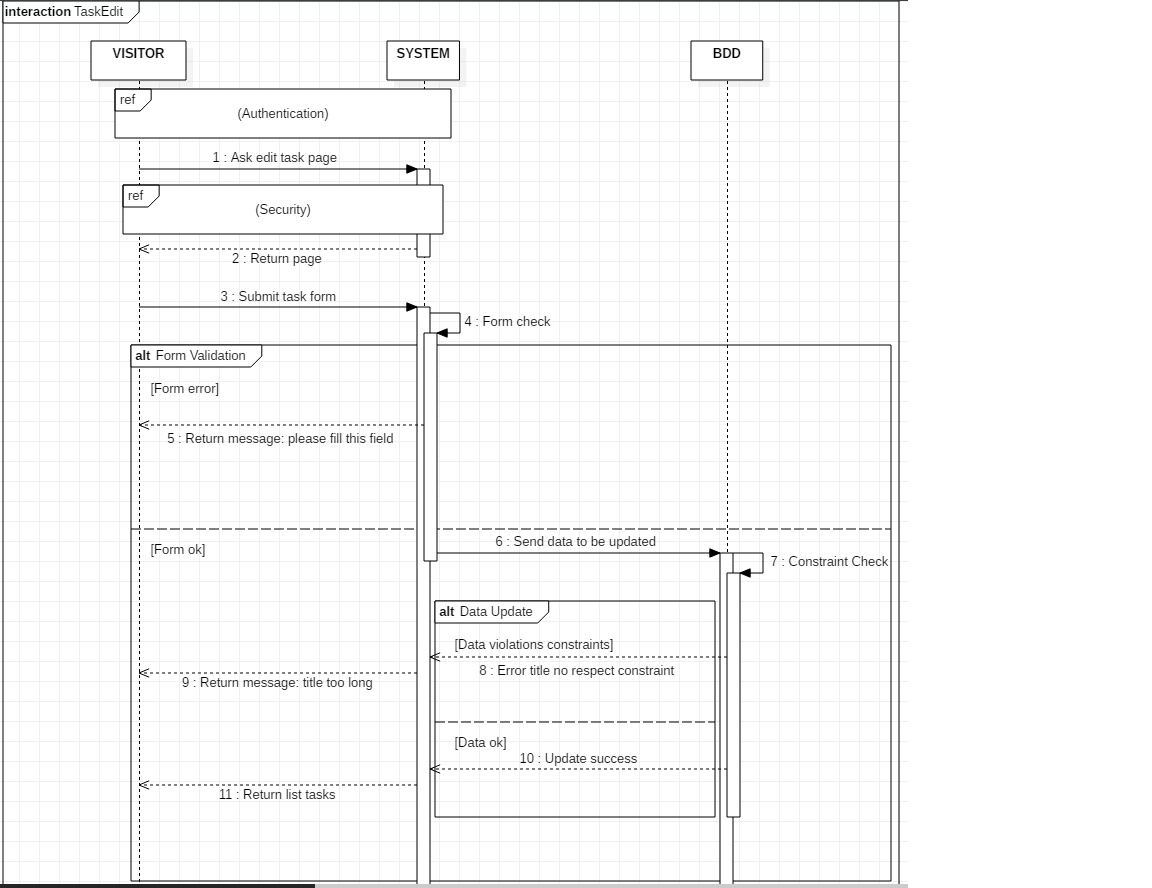 interaction TaskEdit
VISITOR
SYSTEM
BDD
ref
(Authentication)
1 : Ask edit task page
ref
(Security)
2 : Return page
3 : Submit task form
4 : Form check
alt Form Validation
[Form error]
5 : Return message: please fill this field
6 : Send data to be updated
[Form ok]
7 : Constraint Check
alt Data Update
[Data violations constraints]
8 : Error title no respect constraint
9 : Return message: title too long
[Data ok]
10 : Update success
11 : Return list tasks